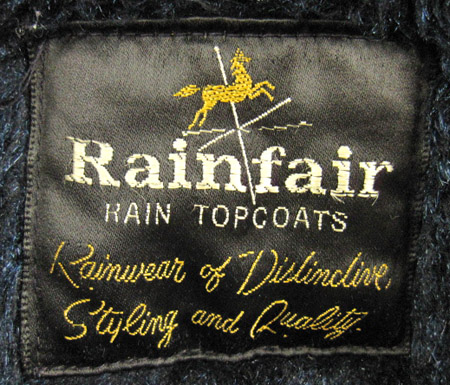 Rainfair
RAIN TOPCOATS
Rainwear of Distinctive,
Styling and Quality.